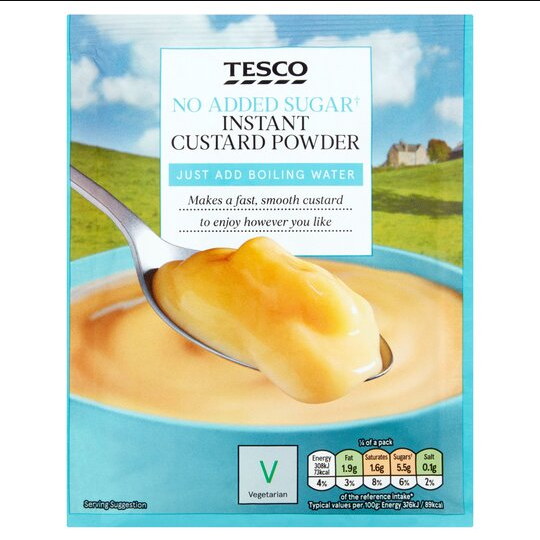 TESCO
NO ADDED SUGAR†
INSTANT
CUSTARD POWDER
JUST ADD BOILING WATER
Makes a fast, smooth custard
to enjoy however you like
V
Vegetarian
Serving Suggestion
¼ of a pack
Energy 308kJ 73kcal 4%
Fat 1.9g 3%
Saturates 1.6g 8%
Sugars† 5.5g 6%
Salt 0.1g 2%
of the reference intake*
Typical values per 100g: Energy 376kJ / 89kcal